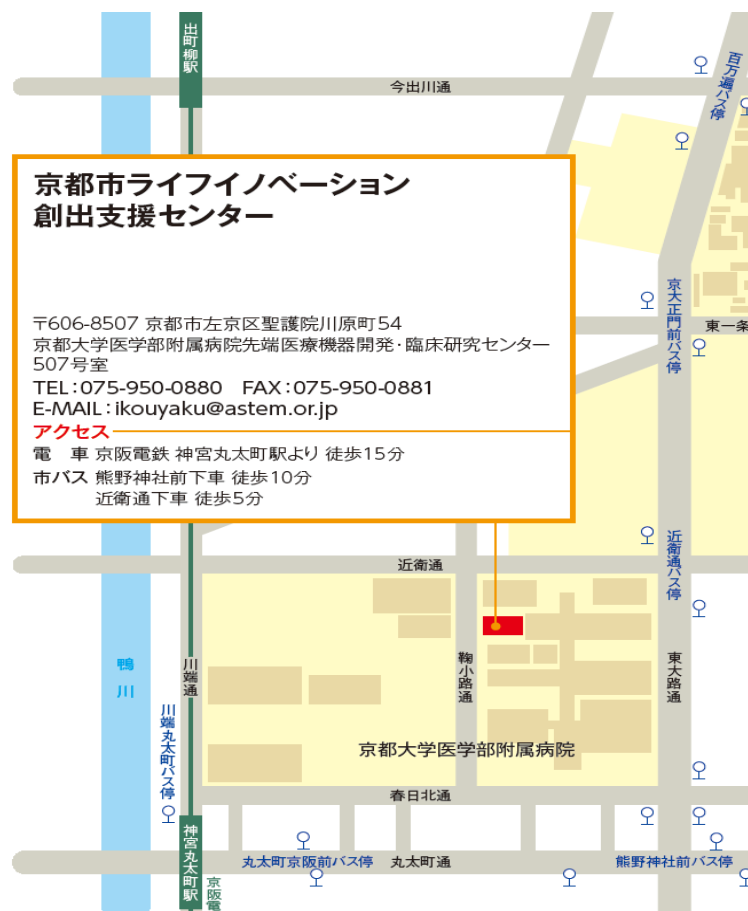 出町柳駅
今出川通
百万遍バス停
京都市ライフイノベーション
創出支援センター
〒606-8507 京都市左京区聖護院川原町54
京都大学医学部附属病院先端医療機器開発・臨床研究センター
507号室
TEL:075-950-0880 FAX:075-950-0881
E-MAIL:ikouyaku@astem.or.jp
アクセス
電　車 京阪電鉄 神宮丸太町駅より 徒歩15分
市バス 熊野神社前下車 徒歩10分
近衛通下車 徒歩5分
京大正門前バス停
東一条
近衛通
近衛通バス停
鴨川
川端通
鞠小路通
東大路通
川端丸太町バス停
京都大学医学部附属病院
春日北通
神宮丸太町駅
丸太町京阪前バス停
丸太町通
熊野神社前バス停
京阪電